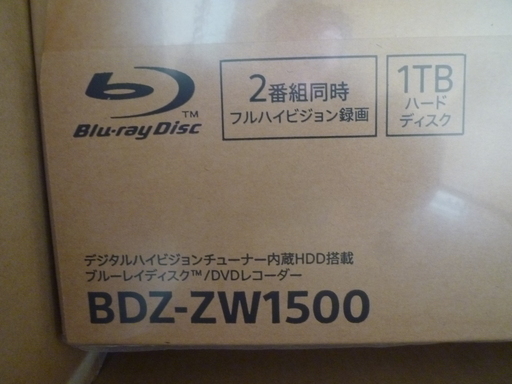 Blu-ray Disc™
2番組同時
フルハイビジョン録画
1TB
ハード
ディスク
デジタルハイビジョンチューナー内蔵HDD搭載
ブルーレイディスク™/DVDレコーダー
BDZ-ZW1500